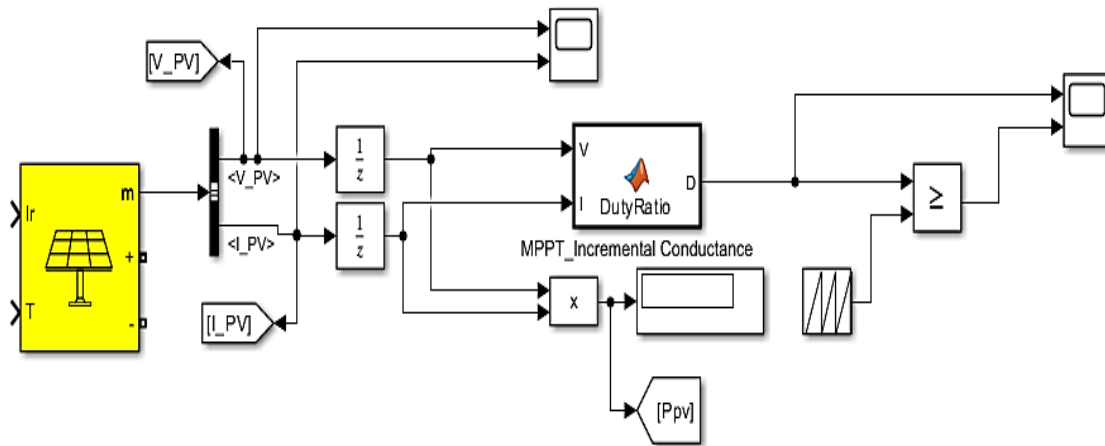 [V_PV]
<V_PV>
1
z
V
D
I
DutyRatio
MPPT_Incremental Conductance
m
Ir
+
T
-
<I_PV>
1
z
[I_PV]
x
≥
[Ppv]